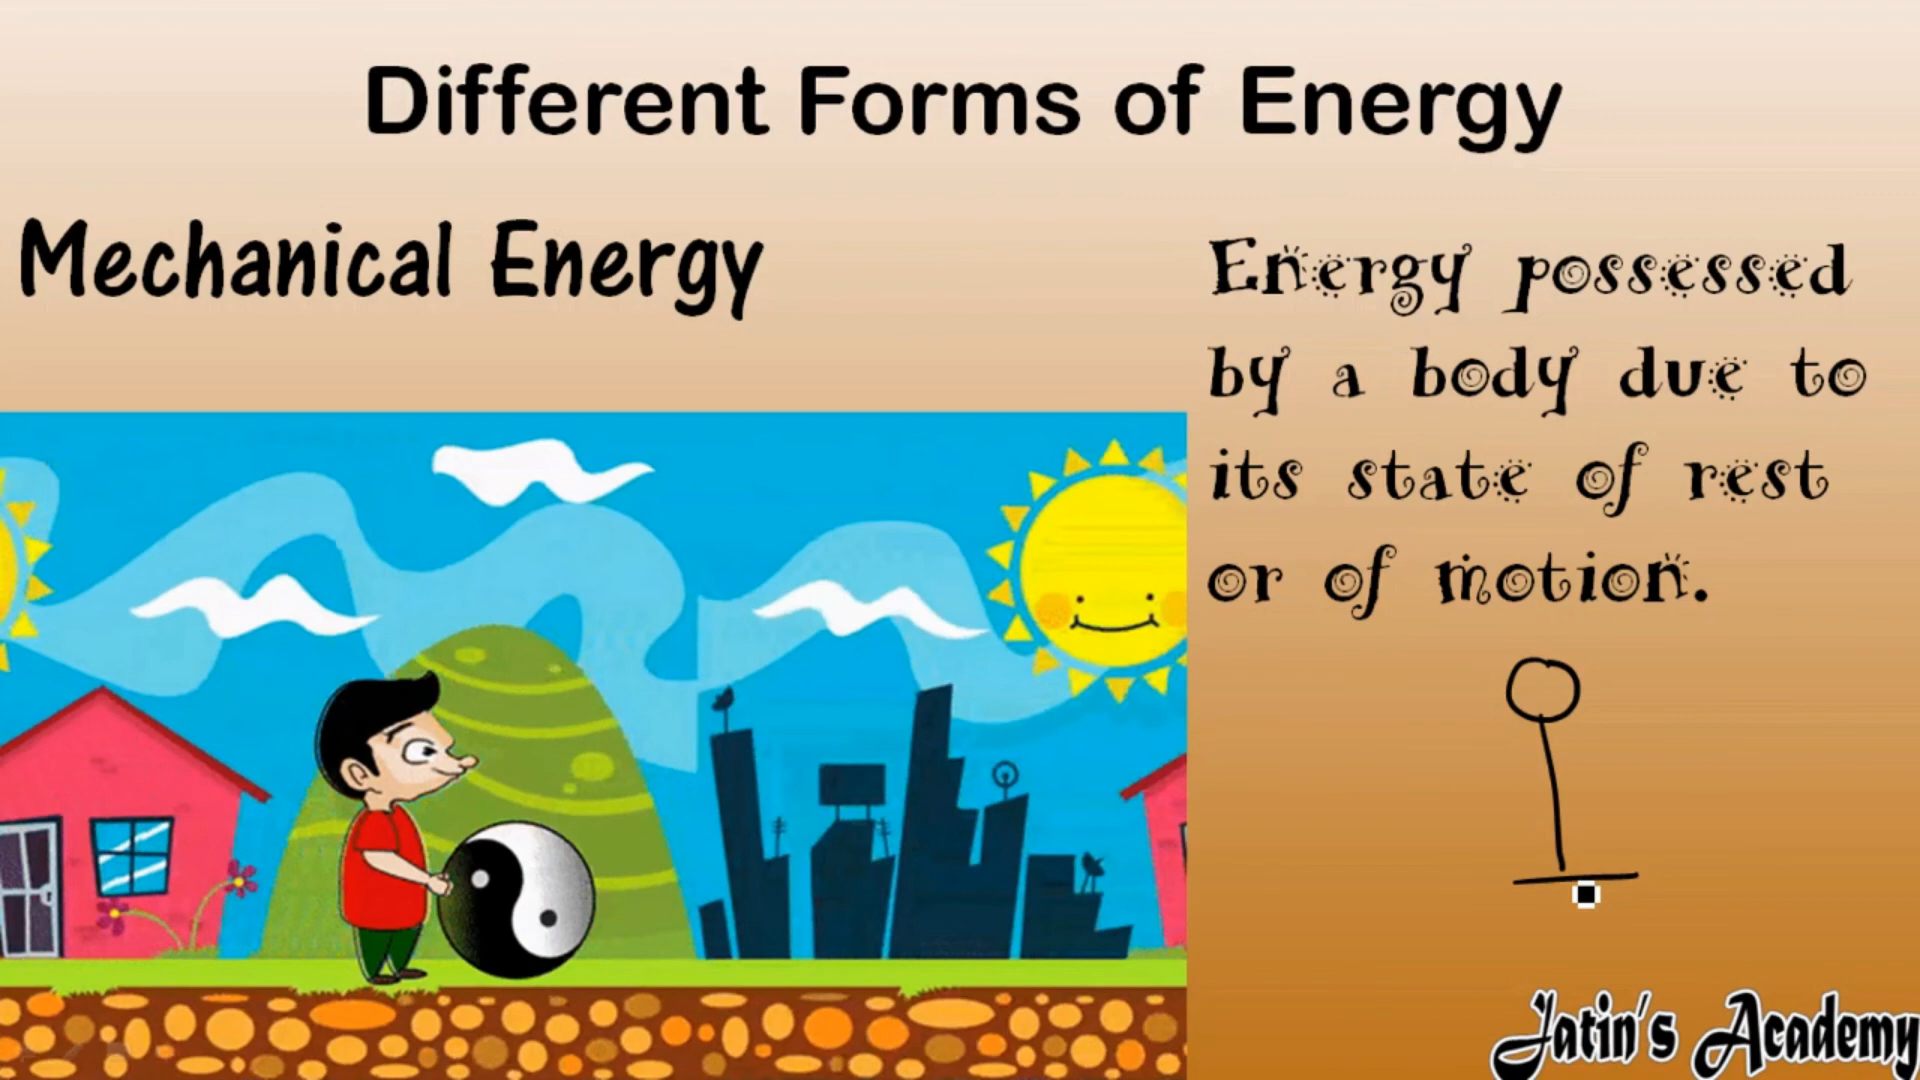 Different Forms of Energy
Mechanical Energy
Energy possessed
by a body due to
its state of rest
or of motion.
Jatin's Academy